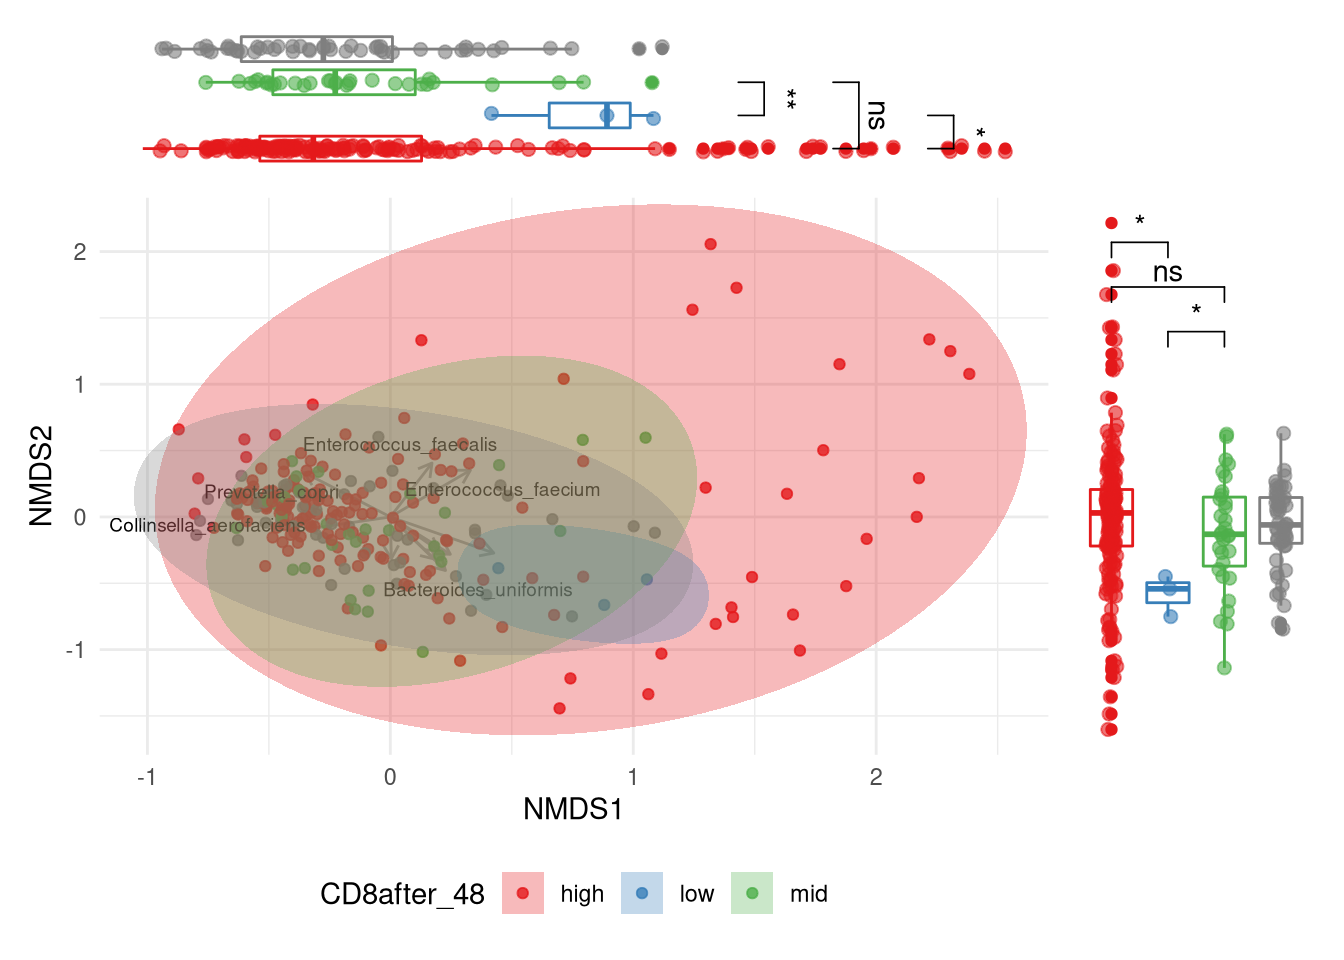 **
ns
*
*
ns
*
2
1
0
-1
NMDS2
Enterococcus_faecalis
Prevotella_copri
Enterococcus_faecium
Collinsella_aerofaciens
Bacteroides_uniformis
-1
0
1
2
NMDS1
CD8after_48
high
low
mid